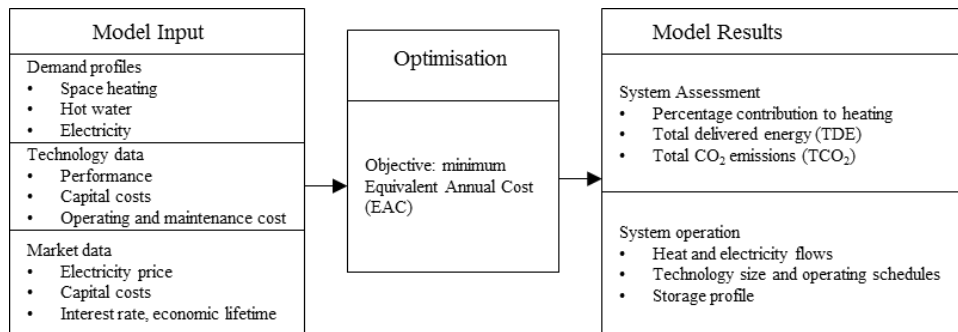 Model Input
Demand profiles
• Space heating
• Hot water
• Electricity
Technology data
• Performance
• Capital costs
• Operating and maintenance cost
Market data
• Electricity price
• Capital costs
• Interest rate, economic lifetime
Optimisation
Objective: minimum
Equivalent Annual Cost
(EAC)
Model Results
System Assessment
• Percentage contribution to heating
• Total delivered energy (TDE)
• Total CO₂ emissions (TCO₂)
System operation
• Heat and electricity flows
• Technology size and operating schedules
• Storage profile